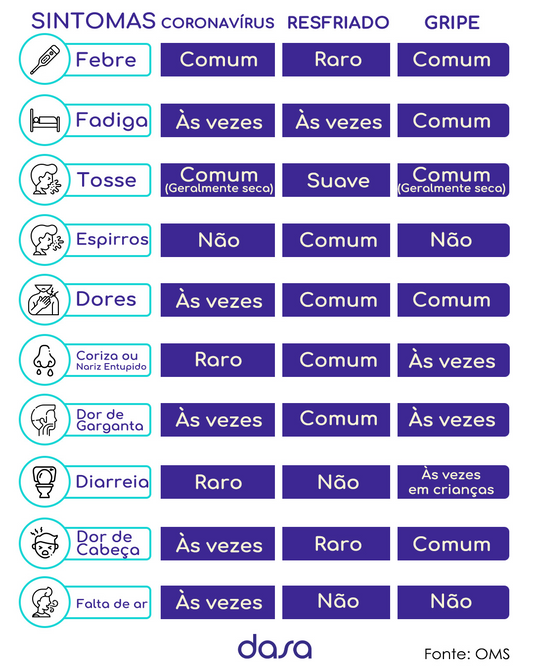 SINTOMAS CORONAVÍRUS RESFRIADO GRIPE
Febre Comum Raro Comum
Fadiga Às vezes Às vezes Comum
Tosse Comum Suave Comum
(Geralmente seca) (Geralmente seca)
Espirros Não Comum Não
Dores Às vezes Comum Comum
Coriza ou
Nariz Entupido Raro Comum Às vezes
Dor de
Garganta Às vezes Comum Às vezes
Diarreia Raro Não Às vezes
em crianças
Dor de
Cabeça Às vezes Raro Comum
Falta de ar Às vezes Não Não
dasa
Fonte: OMS